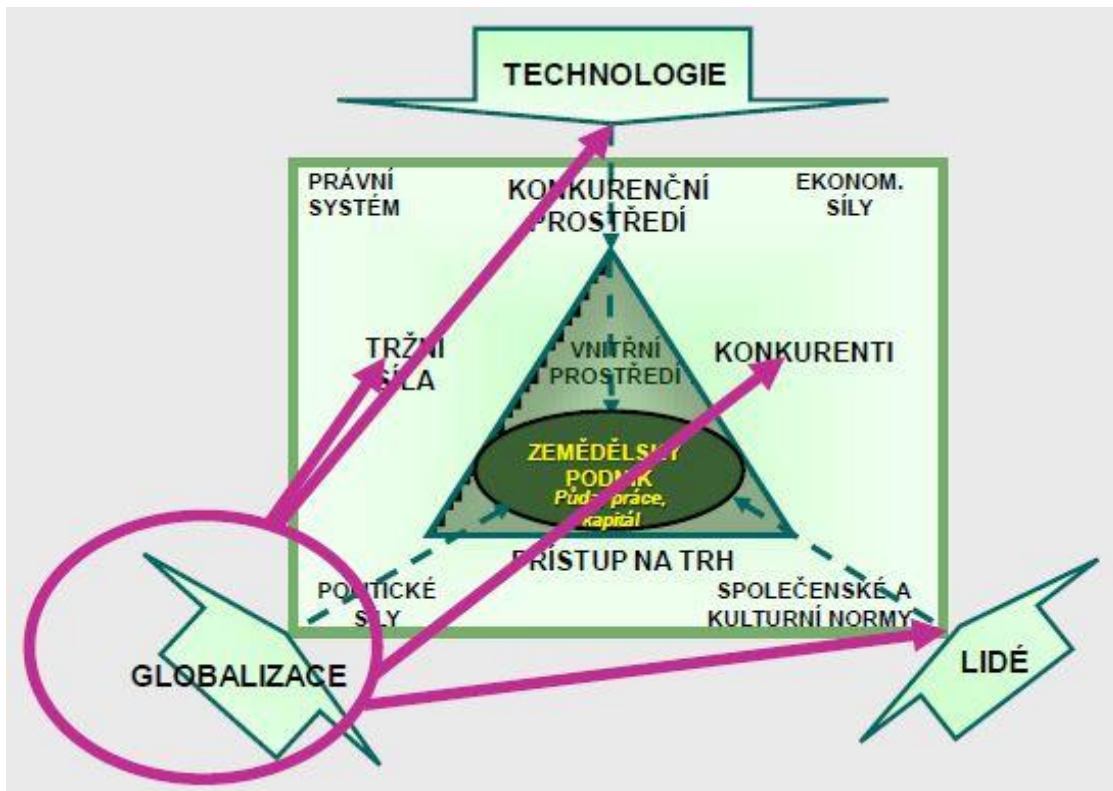 TECHNOLOGIE
PRÁVNÍ
SYSTÉM
KONKURENČNÍ
PROSTŘEDÍ
EKONOM.
SÍLY
TRŽNÍ
SÍLA
VNITŘNÍ
PROSTŘEDÍ
KONKURENTI
ZEMĚDĚLSKÝ
PODNIK
Půda, práce,
kapitál
PŘÍSTUP NA TRH
POLITICKÉ
SÍLY
SPOLEČENSKÉ A
KULTURNÍ NORMY
GLOBALIZACE
LIDÉ